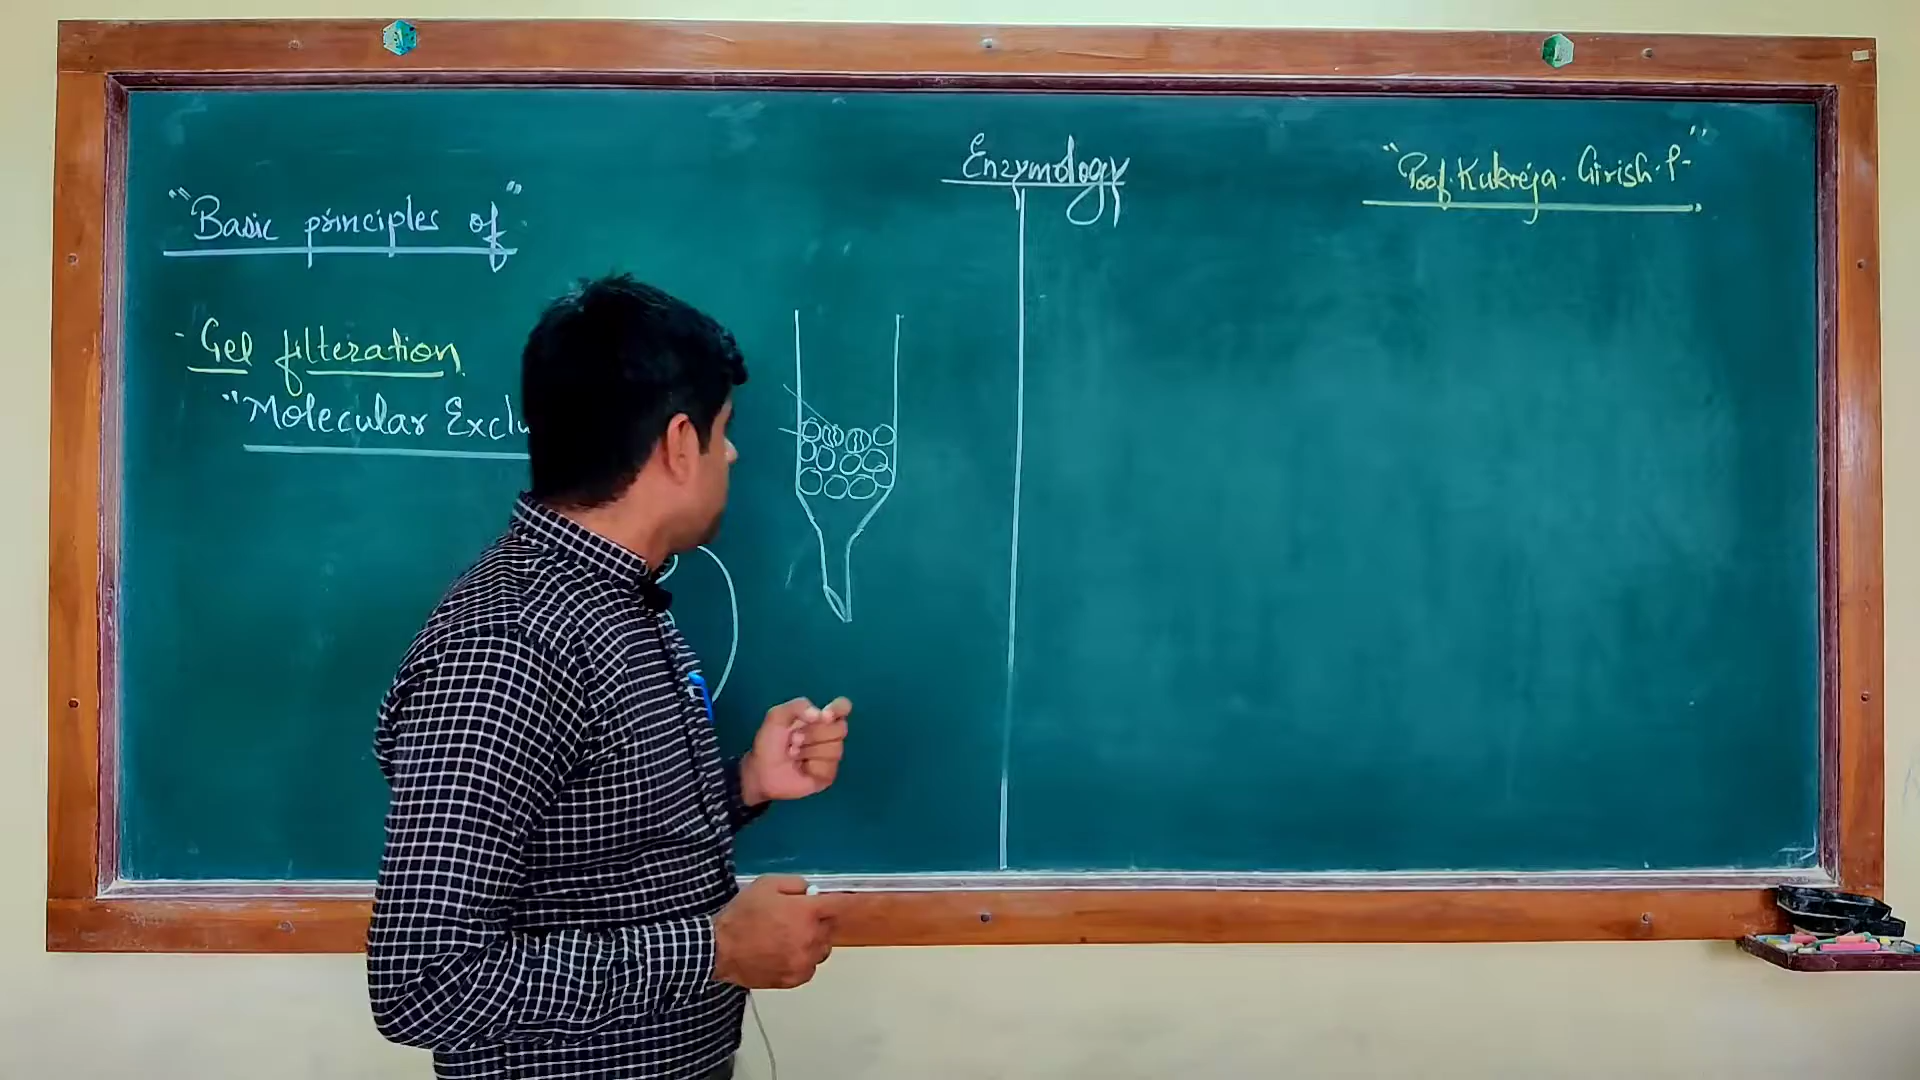 Enzymology
"Prof. Kukreja. Girish. P-"
"Basic principles of"
- Gel filteration
"Molecular Exclu